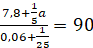 (7,8 + 1/5 a)/(0,06 + 1/25) = 90